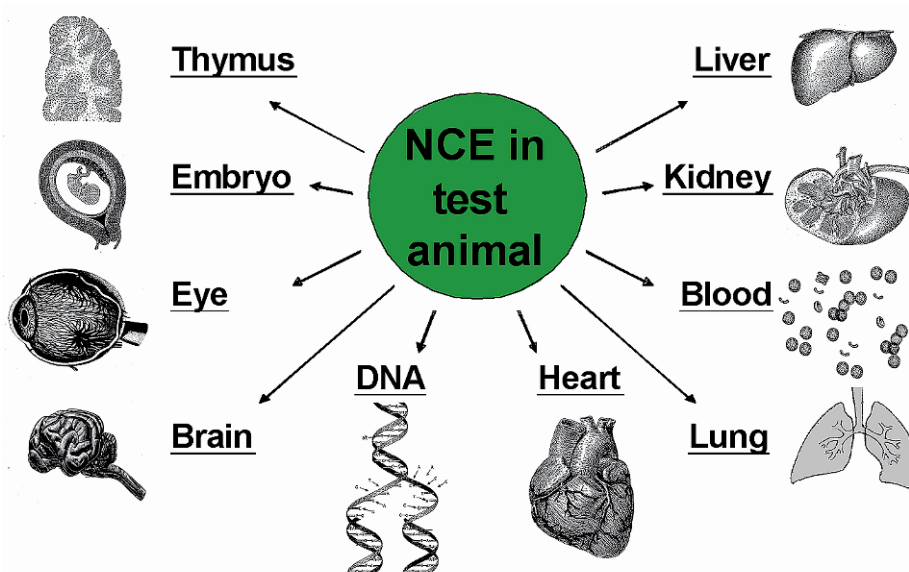 Thymus
Liver
NCE in
test
animal
Embryo
Kidney
Eye
Blood
DNA
Heart
Brain
Lung